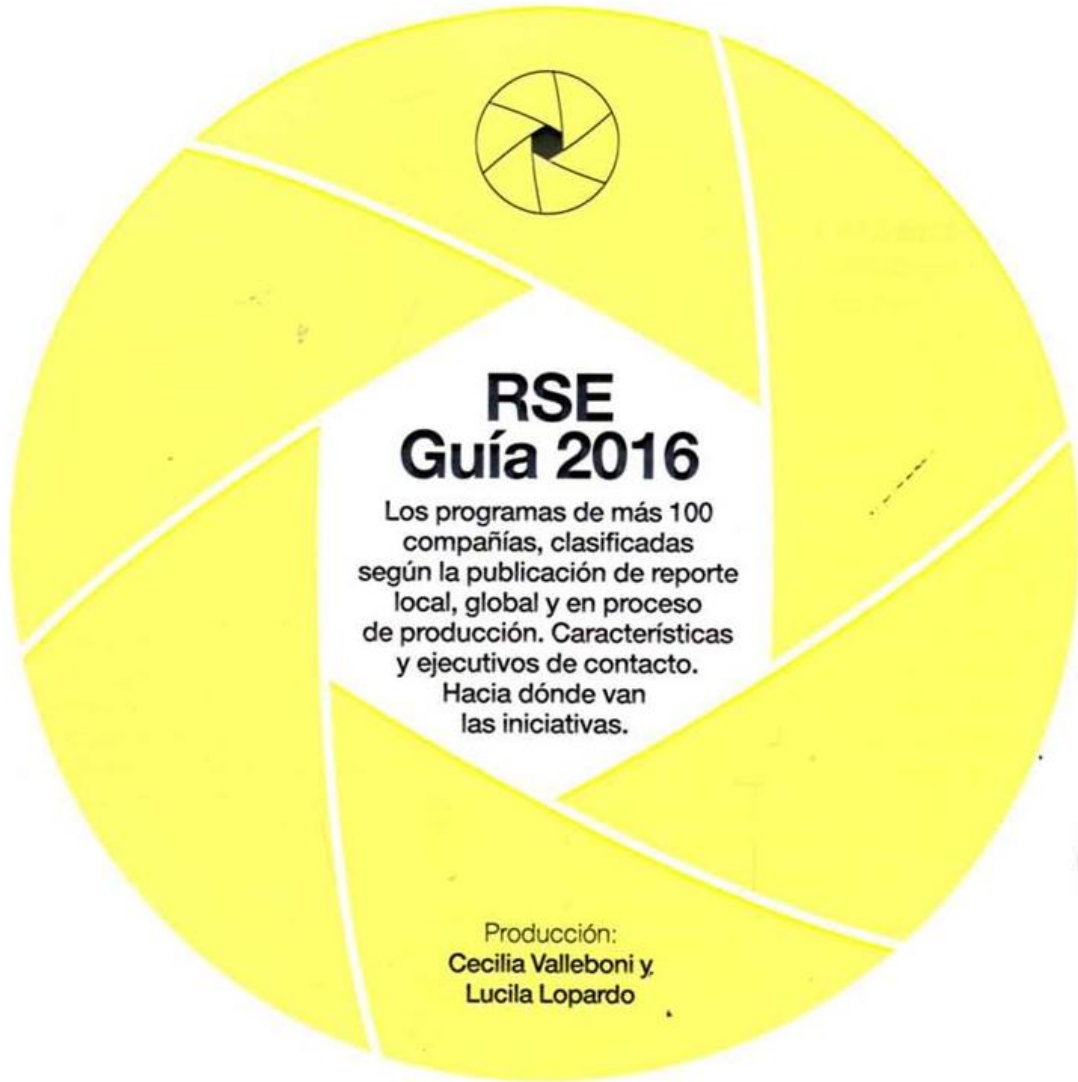 RSE
Guía 2016
Los programas de más 100
compañías, clasificadas
según la publicación de reporte
local, global y en proceso
de producción. Características
y ejecutivos de contacto.
Hacia dónde van
las iniciativas.
Producción:
Cecilia Valleboni y
Lucila Lopardo